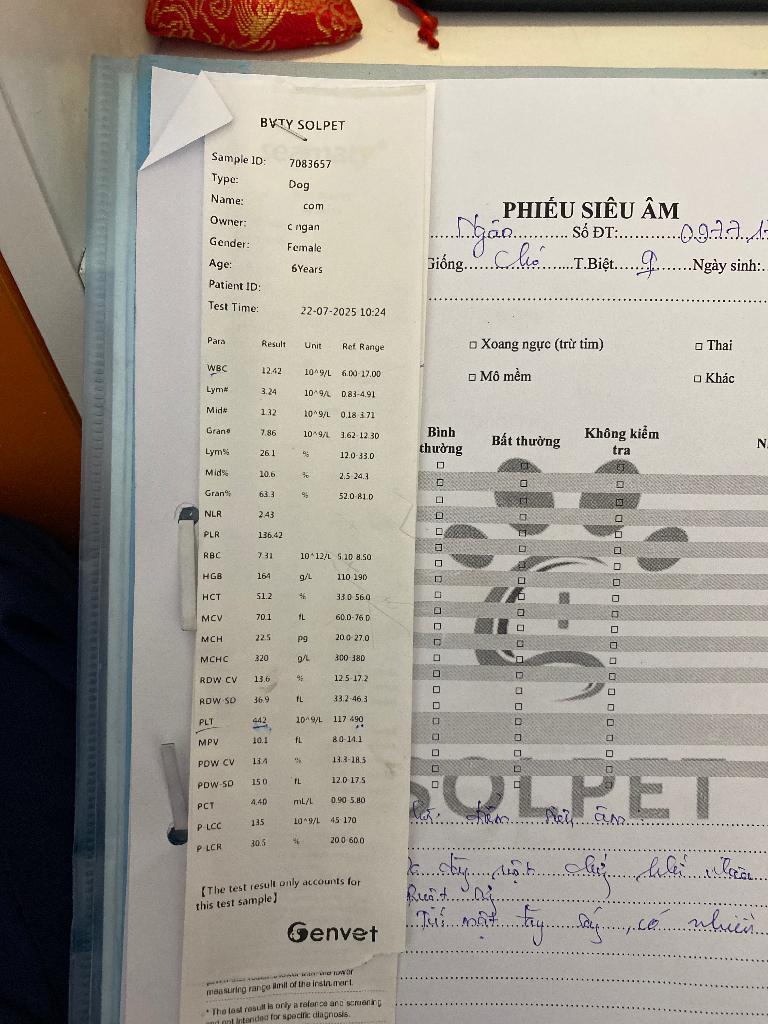 BVTY SOLPET
Sample ID: 7083657
Type: Dog
Name: com
Owner: c ngan
Gender: Female
Age: 6Years
Patient ID:
Test Time: 22-07-2025 10:24
Para Result Unit Ref. Range
WBC 12.42 10^9/L 6.00-17.00
Lym# 3.24 10^9/L 0.83-4.91
Mid# 1.32 10^9/L 0.18-3.71
Gran# 7.86 10^9/L 3.62-12.30
Lym% 26.1 % 12.0-33.0
Mid% 10.6 % 2.5-24.3
Gran% 63.3 % 52.0-81.0
NLR 2.43
PLR 136.42
RBC 7.31 10^12/L 5.10-8.50
HGB 164 g/L 110-190
HCT 51.2 % 33.0-56.0
MCV 70.1 fL 60.0-76.0
MCH 22.5 pg 20.0-27.0
MCHC 320 g/L 300-380
RDW-CV 13.6 % 12.5-17.2
RDW-SD 36.9 fL 33.2-46.3
PLT 442 10^9/L 117-490
MPV 10.1 fL 8.0-14.1
PDW-CV 13.4 % 13.3-18.5
PDW-SD 15.0 fL 12.0-17.5
PCT 4.40 mL/L 0.90-5.80
P-LCC 135 10^9/L 45-170
P-LCR 30.5 % 20.0-60.0
【The test result only accounts for
this test sample】
Genvet
measuring range limit of the instrument.
* The test result is only a refence and screening
and not intended for specific diagnosis.
PHIẾU SIÊU ÂM
Ngân Số ĐT: 0977.1
Giống Chó T.Biệt ♀ Ngày sinh:
□ Xoang ngực (trừ tim) □ Thai
□ Mô mềm □ Khác
Bình thường Bất thường Không kiểm tra
SOLPET
siêu âm
dày một
Ruột
Túi mật sỏi, có nhiều